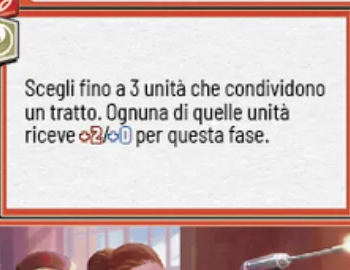 Scegli fino a 3 unità che condividono
un tratto. Ognuna di quelle unità
riceve +2/+0 per questa fase.